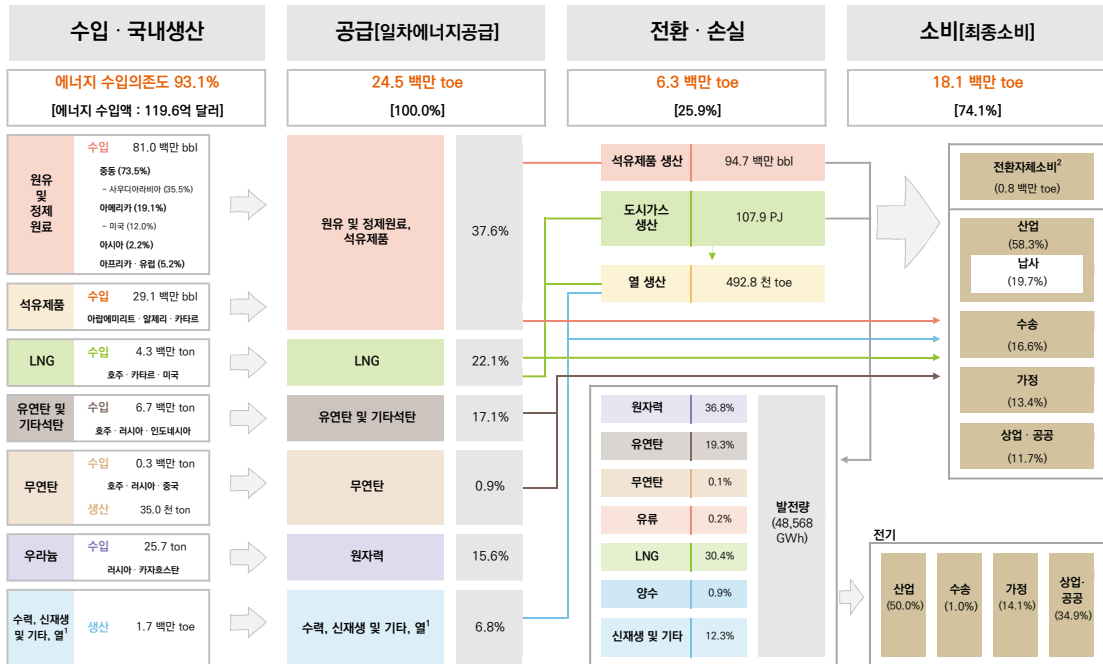 수입 · 국내생산
에너지 수입의존도 93.1%
[에너지 수입액 : 119.6억 달러]
원유
및
정제
원료
수입 81.0 백만 bbl
중동 (73.5%)
– 사우디아라비아 (35.5%)
아메리카 (19.1%)
– 미국 (12.0%)
아시아 (2.2%)
아프리카 · 유럽 (5.2%)
석유제품
수입 29.1 백만 bbl
아랍에미리트 · 알제리 · 카타르
LNG
수입 4.3 백만 ton
호주 · 카타르 · 미국
유연탄 및
기타석탄
수입 6.7 백만 ton
호주 · 러시아 · 인도네시아
무연탄
수입 0.3 백만 ton
호주 · 러시아 · 중국
생산 35.0 천 ton
우라늄
수입 25.7 ton
러시아 · 카자흐스탄
수력, 신재생
및 기타, 열1
생산 1.7 백만 toe
공급[일차에너지공급]
24.5 백만 toe
[100.0%]
원유 및 정제원료,
석유제품
37.6%
LNG 22.1%
유연탄 및 기타석탄 17.1%
무연탄 0.9%
원자력 15.6%
수력, 신재생 및 기타, 열1 6.8%
전환 · 손실
6.3 백만 toe
[25.9%]
석유제품 생산 94.7 백만 bbl
도시가스
생산
107.9 PJ
열 생산 492.8 천 toe
원자력 36.8%
유연탄 19.3%
무연탄 0.1%
유류 0.2%
LNG 30.4%
양수 0.9%
신재생 및 기타 12.3%
발전량
(48,568
GWh)
소비[최종소비]
18.1 백만 toe
[74.1%]
전환자체소비2
(0.8 백만 toe)
산업
(58.3%)
납사
(19.7%)
수송
(16.6%)
가정
(13.4%)
상업 · 공공
(11.7%)
전기
산업
(50.0%)
수송
(1.0%)
가정
(14.1%)
상업·
공공
(34.9%)